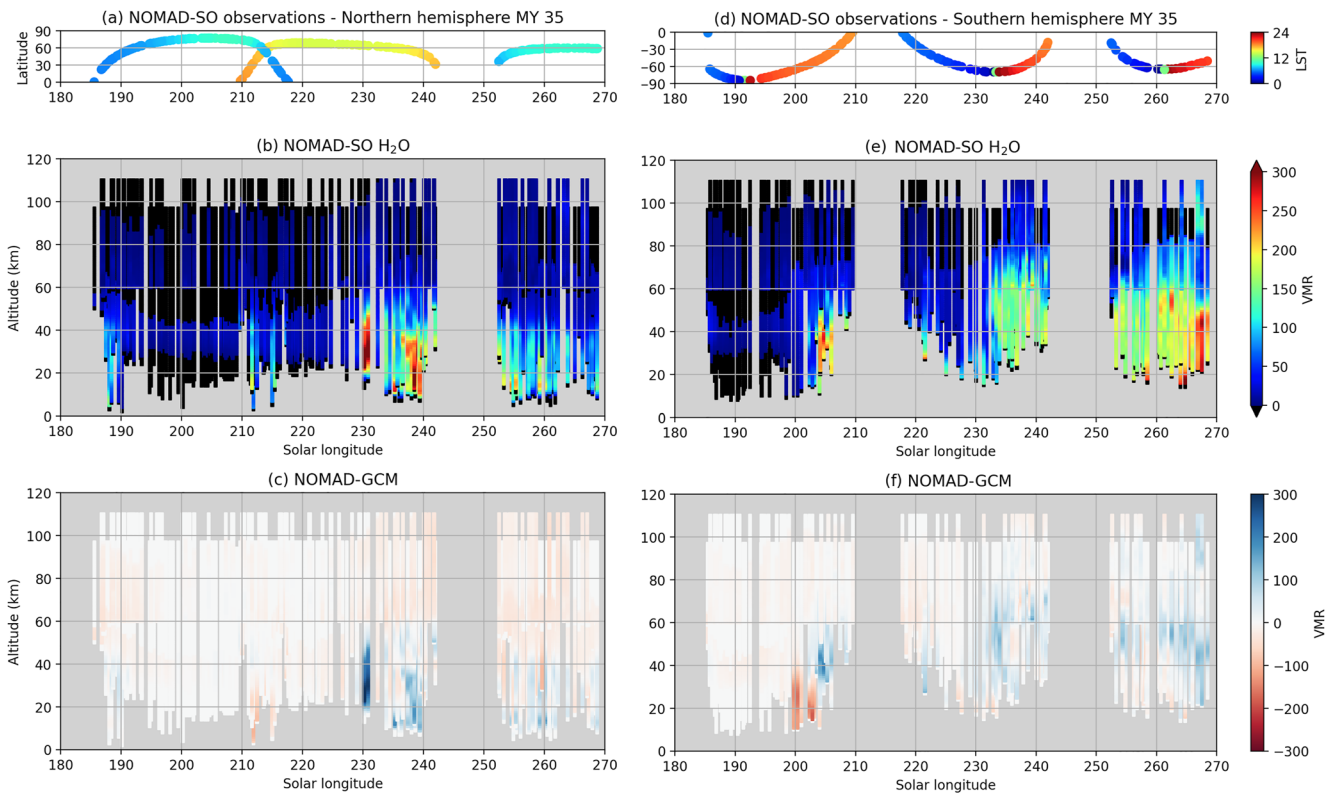 (a) NOMAD-SO observations - Northern hemisphere MY 35
Latitude
90
60
30
0
180 190 200 210 220 230 240 250 260 270
(d) NOMAD-SO observations - Southern hemisphere MY 35
0
−30
−60
−90
180 190 200 210 220 230 240 250 260 270
24
12
0
LST
(b) NOMAD-SO H₂O
Altitude (km)
120
100
80
60
40
20
0
180 190 200 210 220 230 240 250 260 270
Solar longitude
(e) NOMAD-SO H₂O
120
100
80
60
40
20
0
180 190 200 210 220 230 240 250 260 270
Solar longitude
300
250
200
150
100
50
0
VMR
(c) NOMAD-GCM
Altitude (km)
120
100
80
60
40
20
0
180 190 200 210 220 230 240 250 260 270
Solar longitude
(f) NOMAD-GCM
120
100
80
60
40
20
0
180 190 200 210 220 230 240 250 260 270
Solar longitude
300
200
100
0
−100
−200
−300
VMR